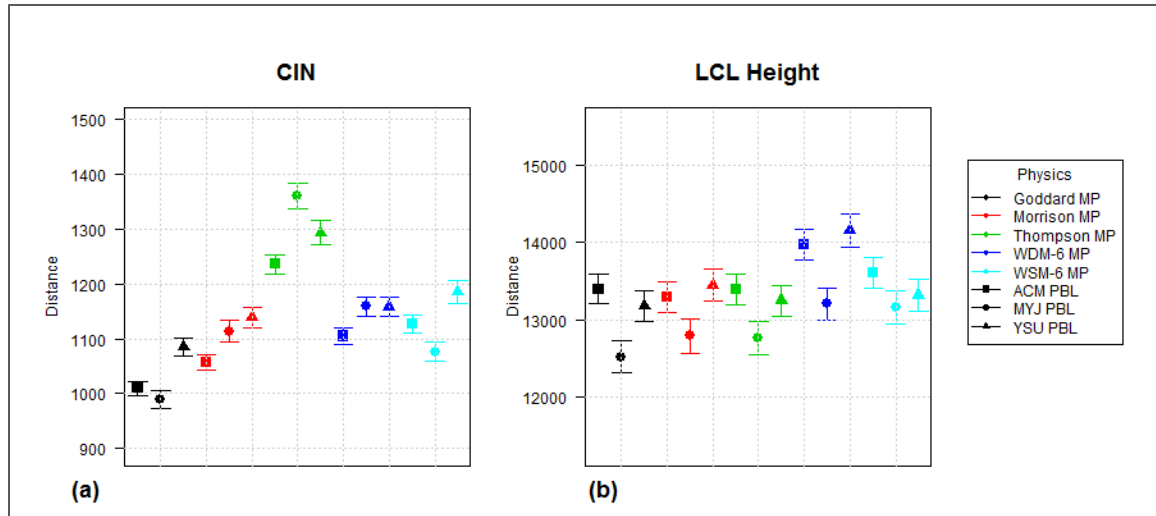 CIN
LCL Height
1500
1400
1300
1200
1100
1000
900
Distance
(a)
15000
14000
13000
12000
Distance
(b)
Physics
Goddard MP
Morrison MP
Thompson MP
WDM-6 MP
WSM-6 MP
ACM PBL
MYJ PBL
YSU PBL